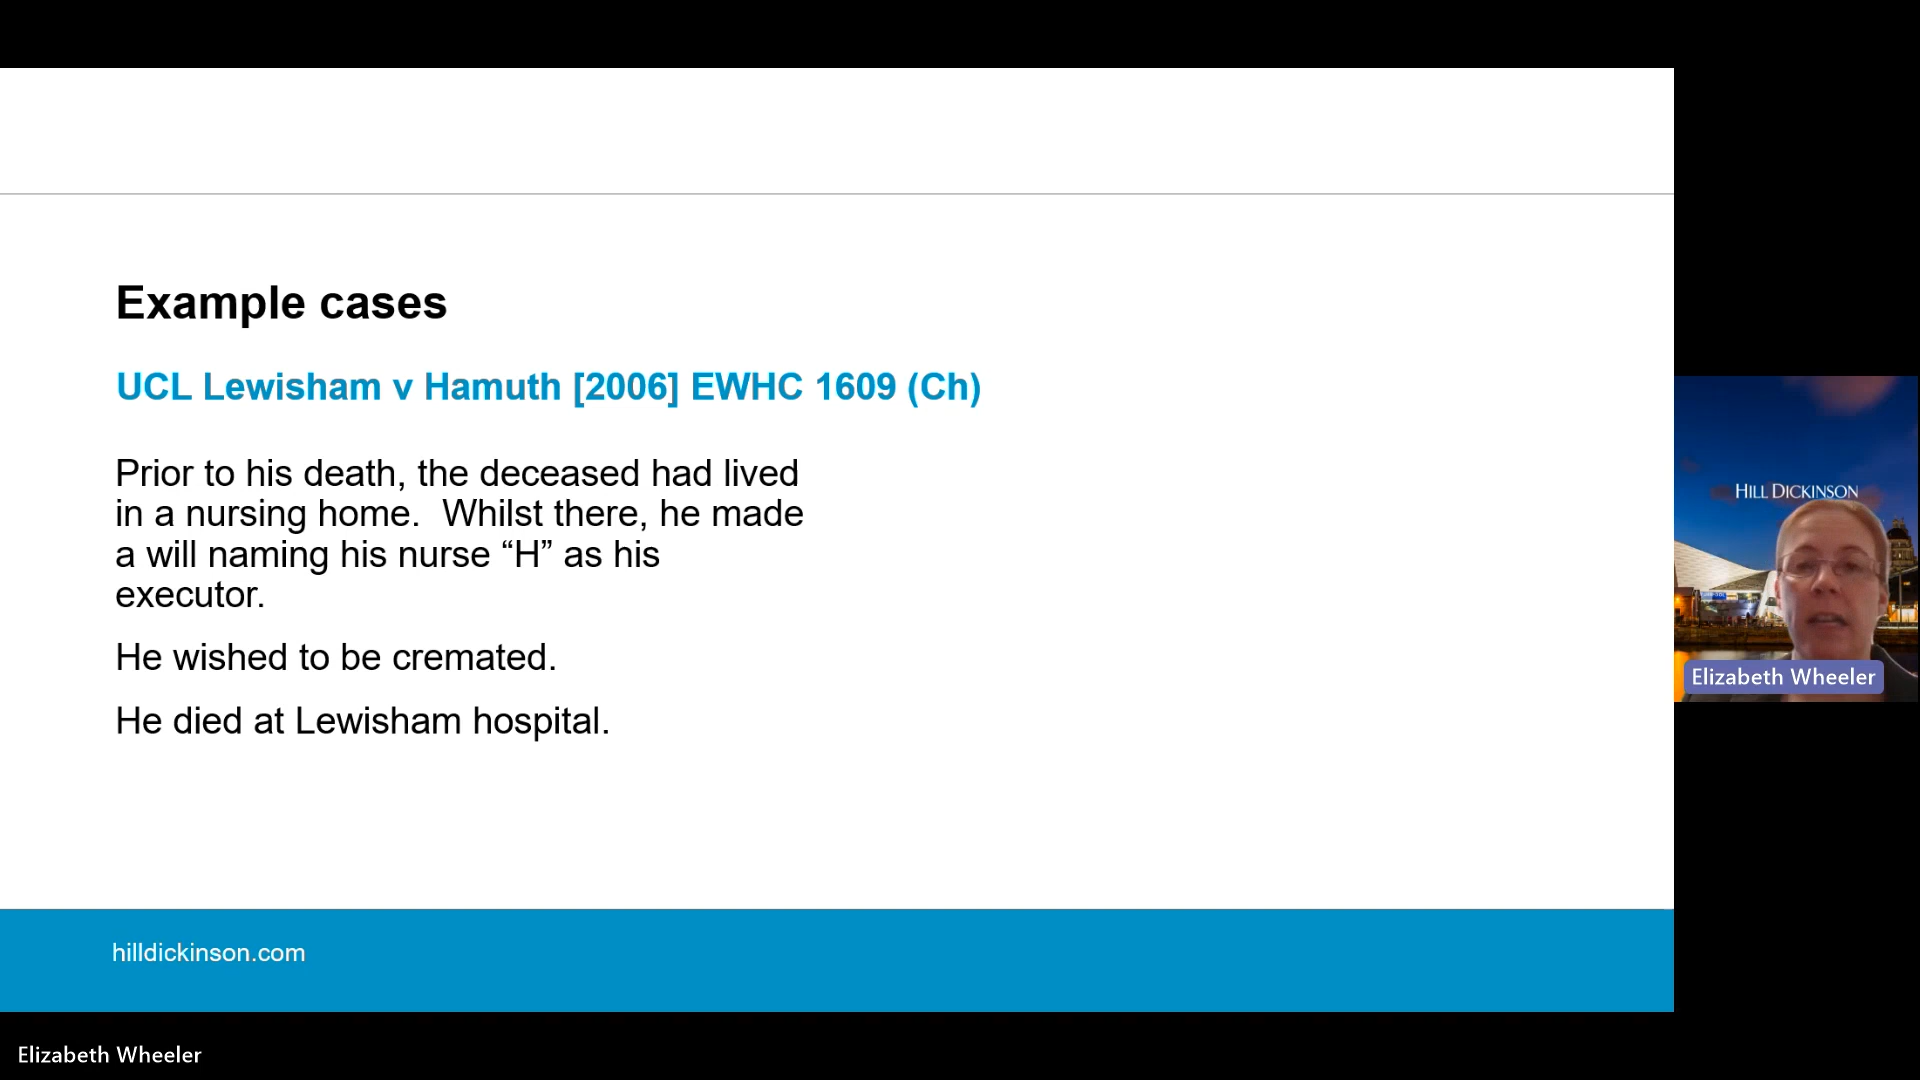 Example cases
UCL Lewisham v Hamuth [2006] EWHC 1609 (Ch)
Prior to his death, the deceased had lived
in a nursing home.  Whilst there, he made
a will naming his nurse “H” as his
executor.
He wished to be cremated.
He died at Lewisham hospital.
HILL DICKINSON
Elizabeth Wheeler
hilldickinson.com
Elizabeth Wheeler